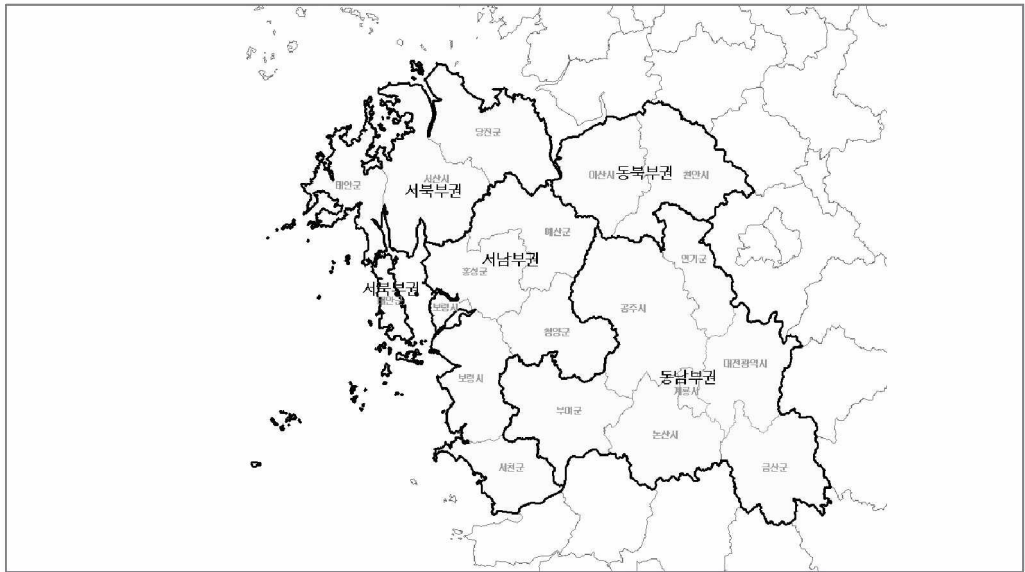 당진군
서산시
태안군
서북부권
아산시
동북부권
천안시
예산군
서남부권
홍성군
연기군
서북부권
태안군
보령시
공주시
청양군
대전광역시
보령시
동남부권
계룡시
부여군
논산시
서천군
금산군